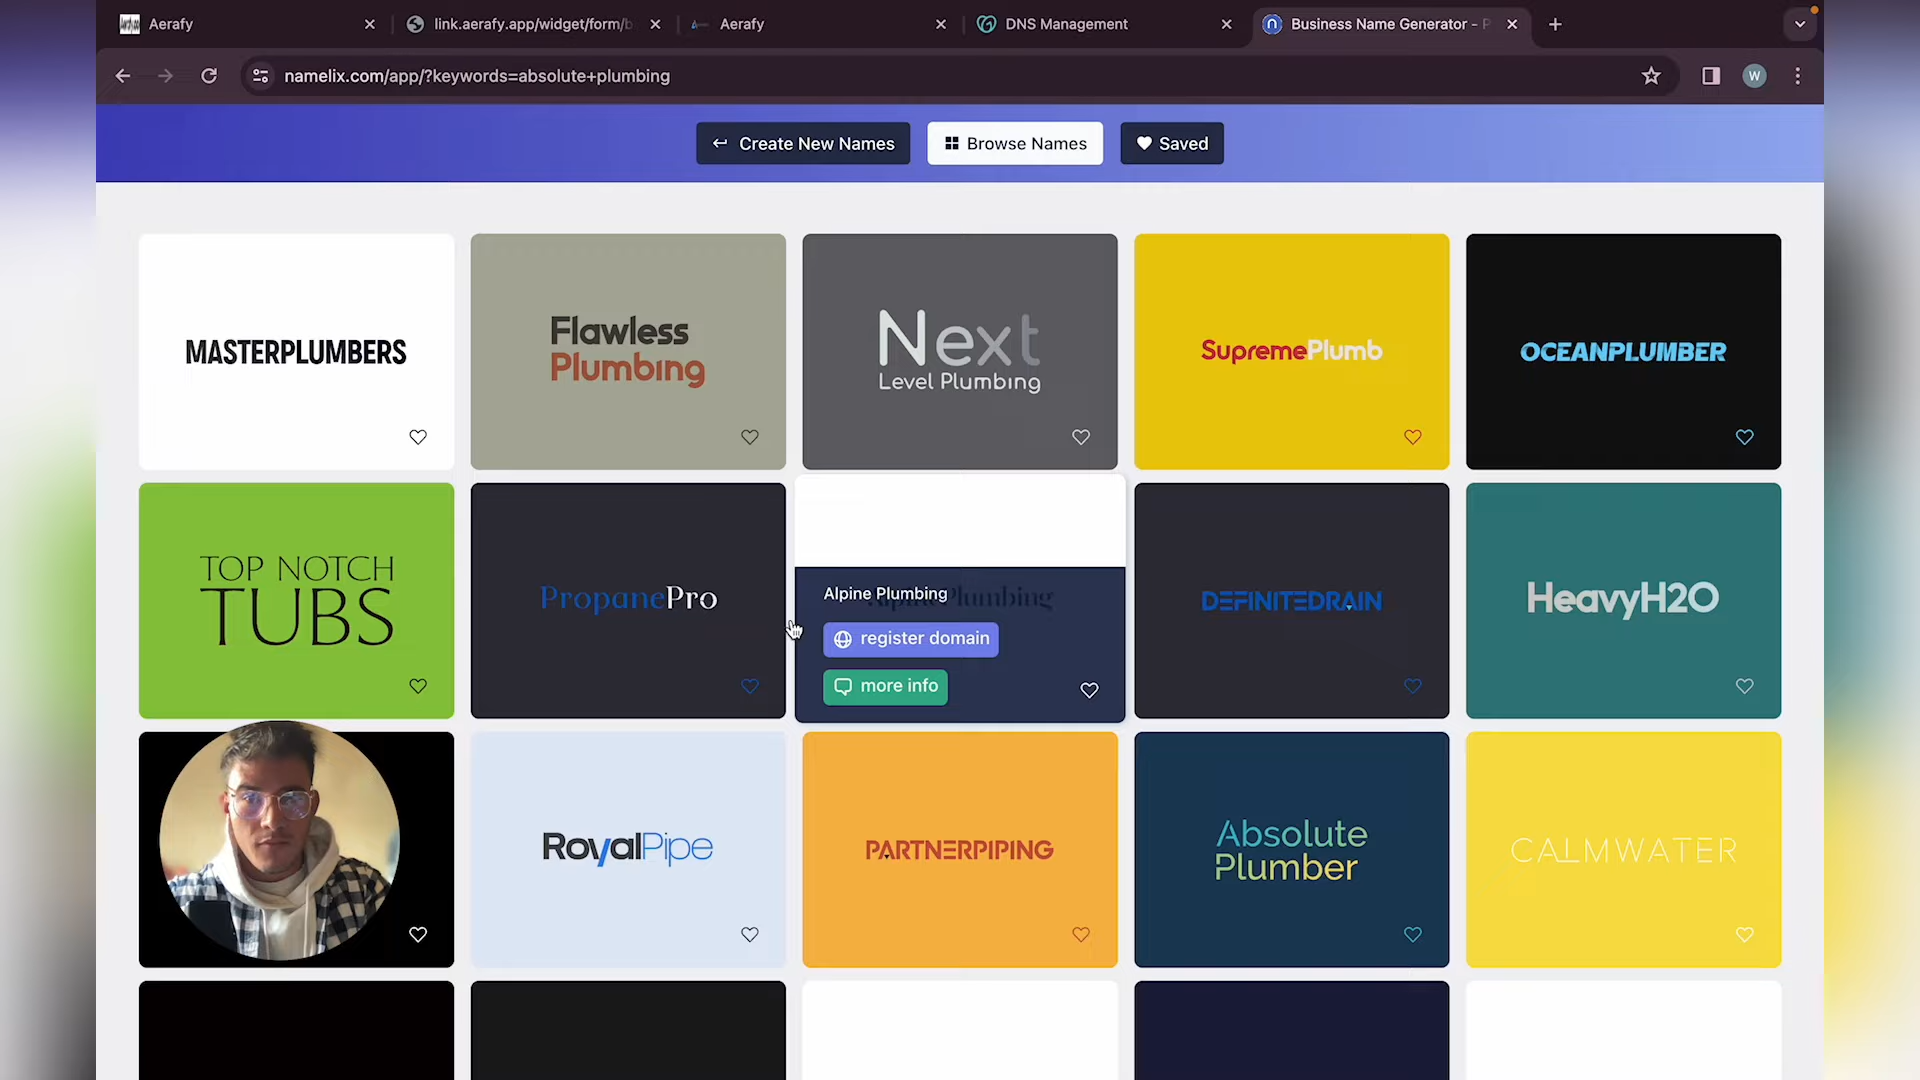 Aerafy
link.aerafy.app/widget/form/b
Aerafy
DNS Management
Business Name Generator - P
namelix.com/app/?keywords=absolute+plumbing
W
Create New Names
Browse Names
Saved
MASTERPLUMBERS
Flawless
Plumbing
Next
Level Plumbing
SupremePlumb
OCEANPLUMBER
TOP NOTCH
TUBS
PropanePro
Alpine Plumbing
AlpinePlumbing
register domain
more info
DEFINITEDRAIN
HeavyH2O
RoyalPipe
PARTNERPIPING
Absolute
Plumber
CALMWATER